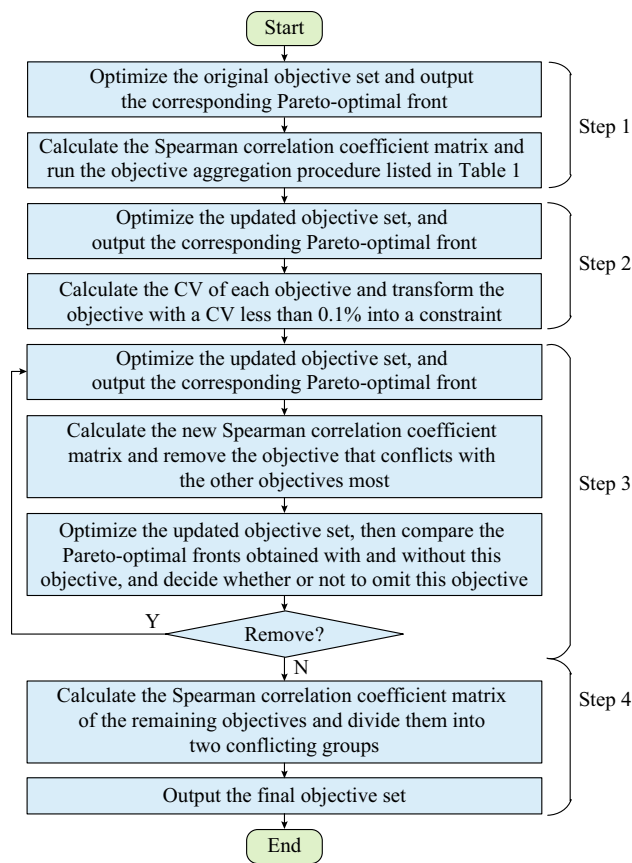 Start
Optimize the original objective set and output
the corresponding Pareto-optimal front
Calculate the Spearman correlation coefficient matrix and
run the objective aggregation procedure listed in Table 1
Step 1
Optimize the updated objective set, and
output the corresponding Pareto-optimal front
Calculate the CV of each objective and transform the
objective with a CV less than 0.1% into a constraint
Step 2
Optimize the updated objective set, and
output the corresponding Pareto-optimal front
Calculate the new Spearman correlation coefficient
matrix and remove the objective that conflicts with
the other objectives most
Optimize the updated objective set, then compare the
Pareto-optimal fronts obtained with and without this
objective, and decide whether or not to omit this objective
Step 3
Y
Remove?
N
Calculate the Spearman correlation coefficient matrix
of the remaining objectives and divide them into
two conflicting groups
Step 4
Output the final objective set
End